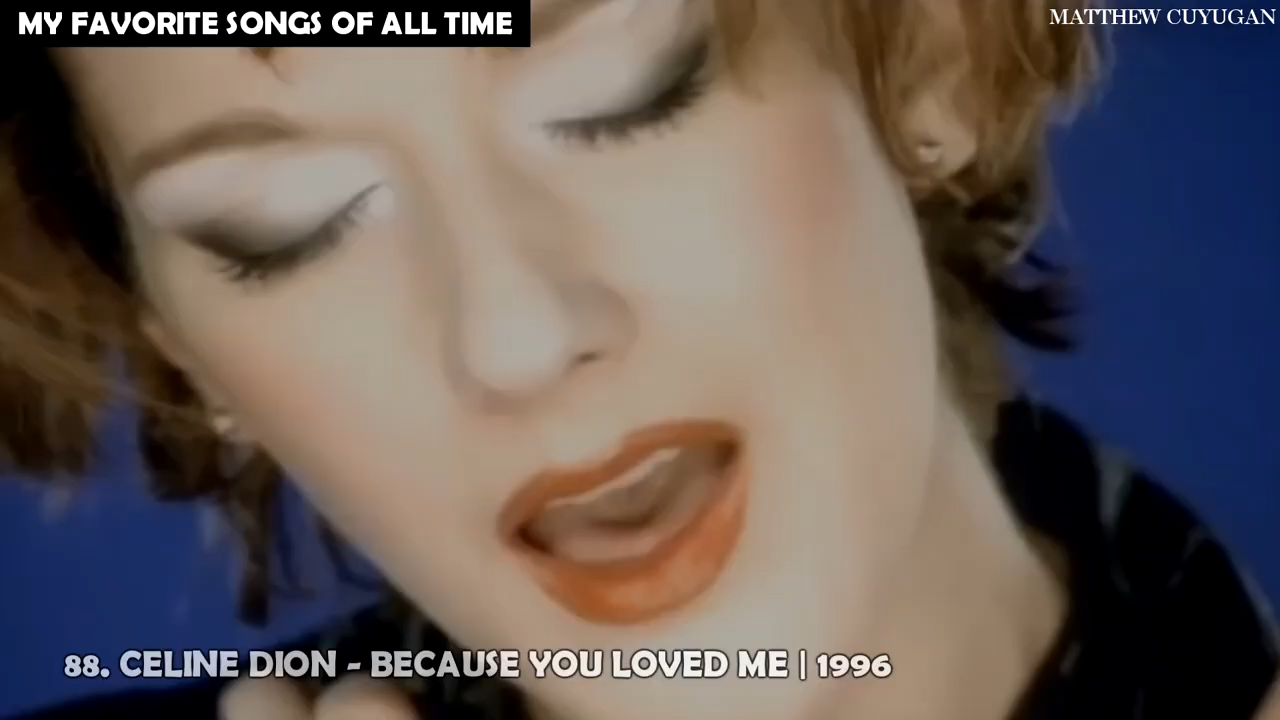 MY FAVORITE SONGS OF ALL TIME
MATTHEW CUYUGAN
88. CELINE DION - BECAUSE YOU LOVED ME | 1996